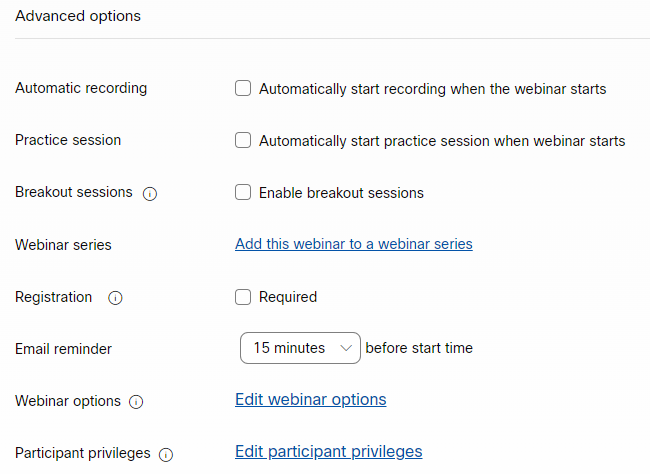 Advanced options
Automatic recording Automatically start recording when the webinar starts
Practice session Automatically start practice session when webinar starts
Breakout sessions Enable breakout sessions
Webinar series Add this webinar to a webinar series
Registration Required
Email reminder 15 minutes before start time
Webinar options Edit webinar options
Participant privileges Edit participant privileges